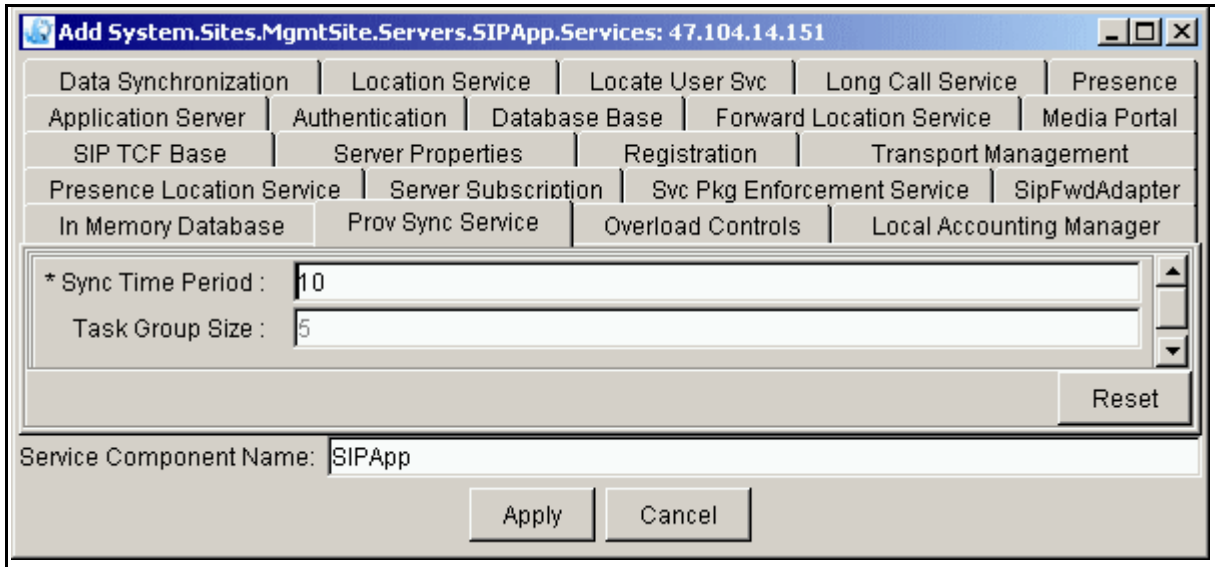 Add System.Sites.MgmtSite.Servers.SIPApp.Services: 47.104.14.151
Data Synchronization Location Service Locate User Svc Long Call Service Presence
Application Server Authentication Database Base Forward Location Service Media Portal
SIP TCF Base Server Properties Registration Transport Management
Presence Location Service Server Subscription Svc Pkg Enforcement Service SipFwdAdapter
In Memory Database Prov Sync Service Overload Controls Local Accounting Manager
* Sync Time Period : 10
Task Group Size : 5
Reset
Service Component Name: SIPApp
Apply Cancel